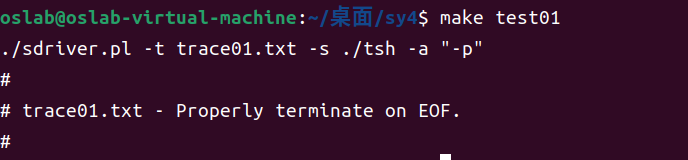 oslab@oslab-virtual-machine:~/桌面/sy4$ make test01
./sdriver.pl -t trace01.txt -s ./tsh -a "-p"
#
# trace01.txt - Properly terminate on EOF.
#